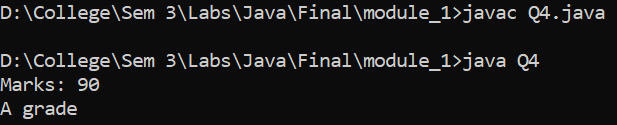 D:\College\Sem 3\Labs\Java\Final\module_1>javac Q4.java
D:\College\Sem 3\Labs\Java\Final\module_1>java Q4
Marks: 90
A grade